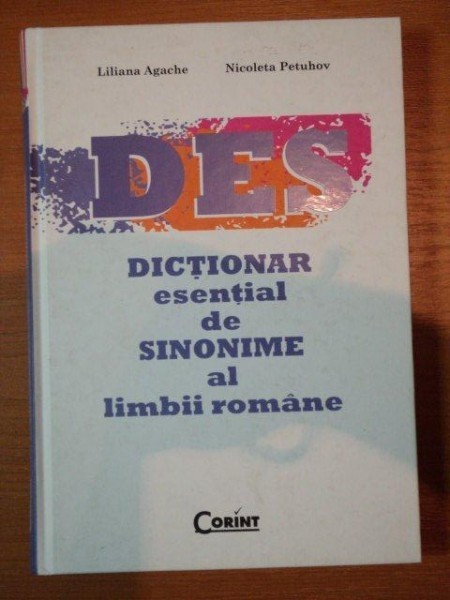 Liliana Agache Nicoleta Petuhov
DES
DICȚIONAR
esențial
de
SINONIME
al
limbii române
CORINT